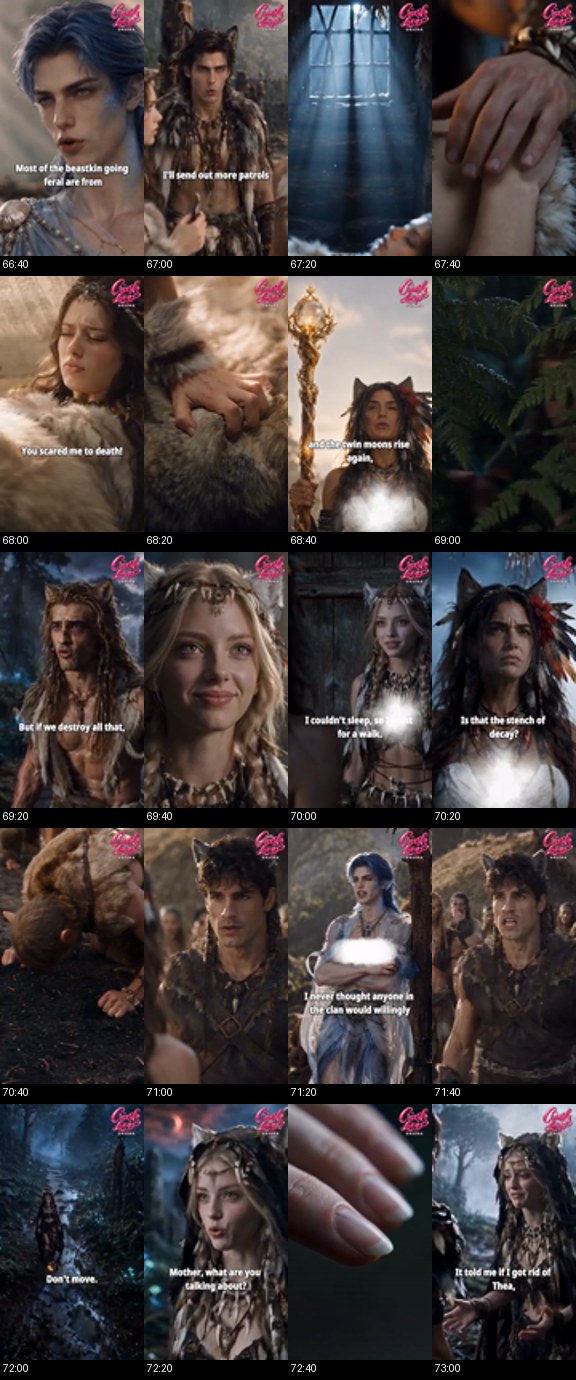 Crush
Love
DRAMA
Most of the beastkin going
feral are from
I'll send out more patrols
66:40
67:00
67:20
67:40
You scared me to death!
and the twin moons rise
again,
68:00
68:20
68:40
69:00
But if we destroy all that,
I couldn't sleep, so
for a walk.
Is that the stench of
decay?
69:20
69:40
70:00
70:20
I never thought anyone in
the clan would willingly
70:40
71:00
71:20
71:40
Don't move.
Mother, what are you
talking about?
It told me if I got rid of
Thea,
72:00
72:20
72:40
73:00